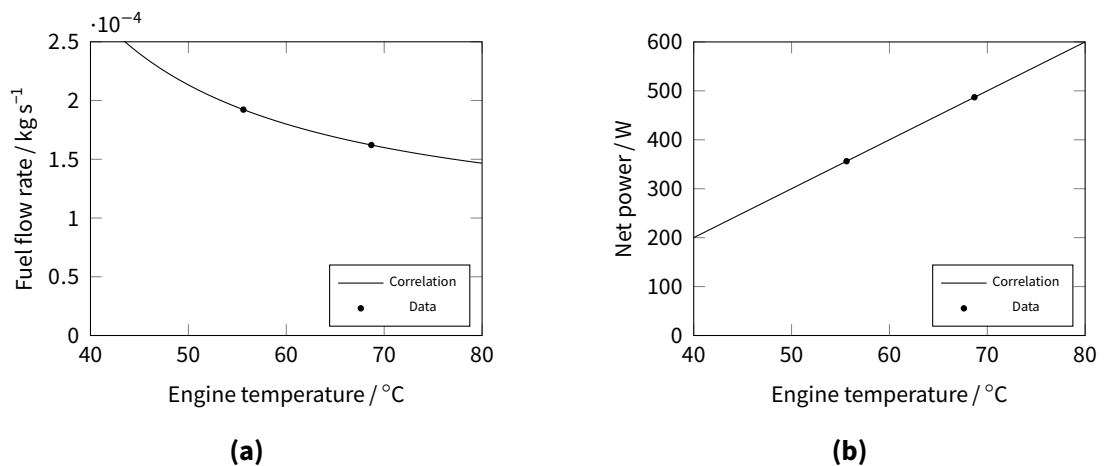 ·10⁻⁴
2.5
2
1.5
1
0.5
0
40 50 60 70 80
Fuel flow rate / kg s⁻¹
Engine temperature / °C
Correlation
Data
(a)
600
500
400
300
200
100
0
40 50 60 70 80
Net power / W
Engine temperature / °C
Correlation
Data
(b)